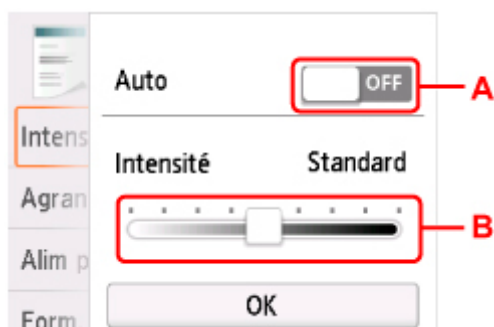 Auto
OFF
A
Intens
Intensité
Standard
Agran
B
Alim p
OK
Form